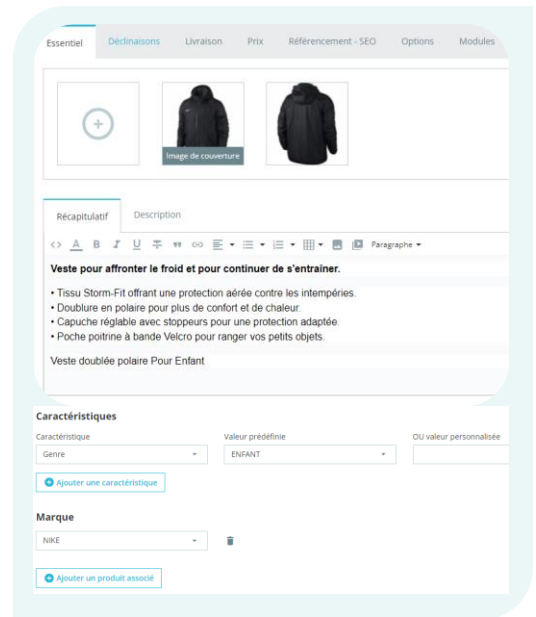 Essentiel Déclinaisons Livraison Prix Référencement - SEO Options Modules
Image de couverture
Récapitulatif Description
A B I U Paragraphe
Veste pour affronter le froid et pour continuer de s'entrainer.
• Tissu Storm-Fit offrant une protection aérée contre les intempéries.
• Doublure en polaire pour plus de confort et de chaleur.
• Capuche réglable avec stoppeurs pour une protection adaptée.
• Poche poitrine à bande Velcro pour ranger vos petits objets.
Veste doublée polaire Pour Enfant
Caractéristiques
Caractéristique Valeur prédéfinie OU valeur personnalisée
Genre ENFANT
Ajouter une caractéristique
Marque
NIKE
Ajouter un produit associé